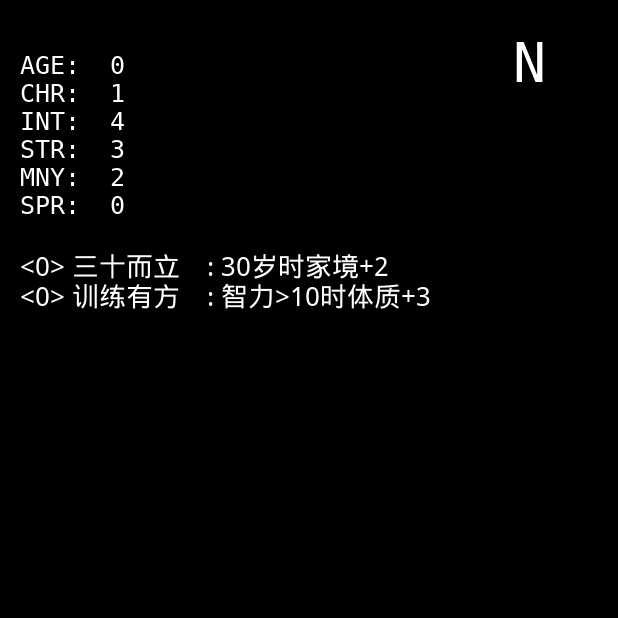 N
AGE: 0
CHR: 1
INT: 4
STR: 3
MNY: 2
SPR: 0
<0> 三十而立 : 30岁时家境+2
<0> 训练有方 : 智力>10时体质+3